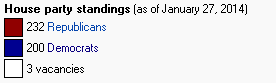 House party standings (as of January 27, 2014)
232 Republicans
200 Democrats
3 vacancies